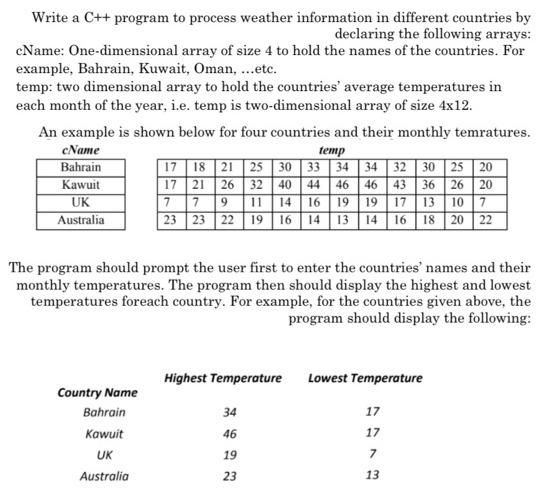 Write a C++ program to process weather information in different countries by
declaring the following arrays:
cName: One-dimensional array of size 4 to hold the names of the countries. For
example, Bahrain, Kuwait, Oman, …etc.
temp: two dimensional array to hold the countries' average temperatures in
each month of the year, i.e. temp is two-dimensional array of size 4x12.
An example is shown below for four countries and their monthly temratures.
cName temp
Bahrain 17 18 21 25 30 33 34 34 32 30 25 20
Kawuit 17 21 26 32 40 44 46 46 43 36 26 20
UK 7 7 9 11 14 16 19 19 17 13 10 7
Australia 23 23 22 19 16 14 13 14 16 18 20 22
The program should prompt the user first to enter the countries' names and their
monthly temperatures. The program then should display the highest and lowest
temperatures foreach country. For example, for the countries given above, the
program should display the following:
Highest Temperature Lowest Temperature
Country Name
Bahrain 34 17
Kawuit 46 17
UK 19 7
Australia 23 13